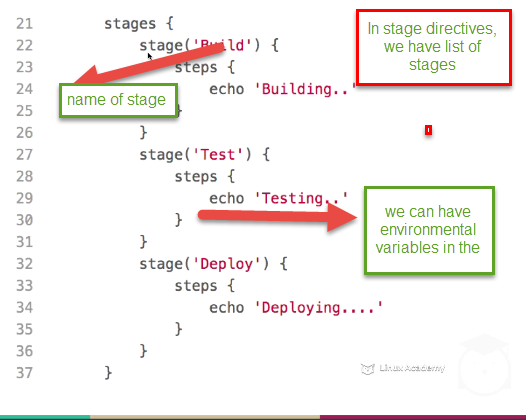 21 stages {
22 stage('Build') {
23 steps {
24 echo 'Building..'
25 }
26 }
27 stage('Test') {
28 steps {
29 echo 'Testing..'
30 }
31 }
32 stage('Deploy') {
33 steps {
34 echo 'Deploying....'
35 }
36 }
37 }
In stage directives,
we have list of
stages
name of stage
we can have
environmental
variables in the
Linux Academy